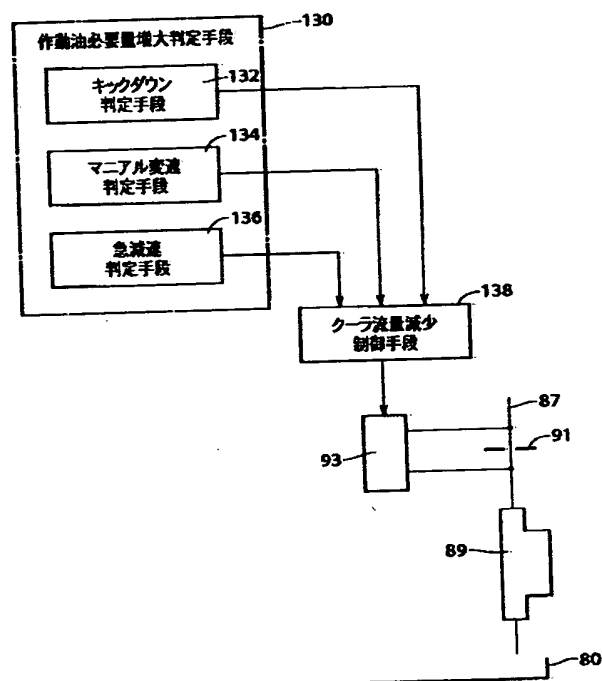 130
作動油必要量増大判定手段
キックダウン
判定手段
132
マニアル変速
判定手段
134
急減速
判定手段
136
138
クーラ流量減少
制御手段
87
91
93
89
80